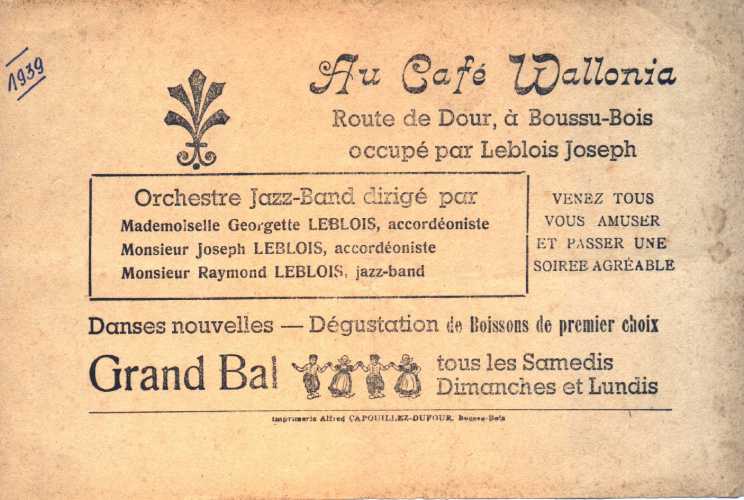 1939
Au Café Wallonia
Route de Dour, à Boussu-Bois
occupé par Leblois Joseph
Orchestre Jazz-Band dirigé par
Mademoiselle Georgette LEBLOIS, accordéoniste
Monsieur Joseph LEBLOIS, accordéoniste
Monsieur Raymond LEBLOIS, jazz-band
VENEZ TOUS
VOUS AMUSER
ET PASSER UNE
SOIREE AGRÉABLE
Danses nouvelles — Dégustation de Boissons de premier choix
Grand Bal
tous les Samedis
Dimanches et Lundis
Imprimerie Alfred CAPOUILLEZ-DUFOUR, Boussu-Bois